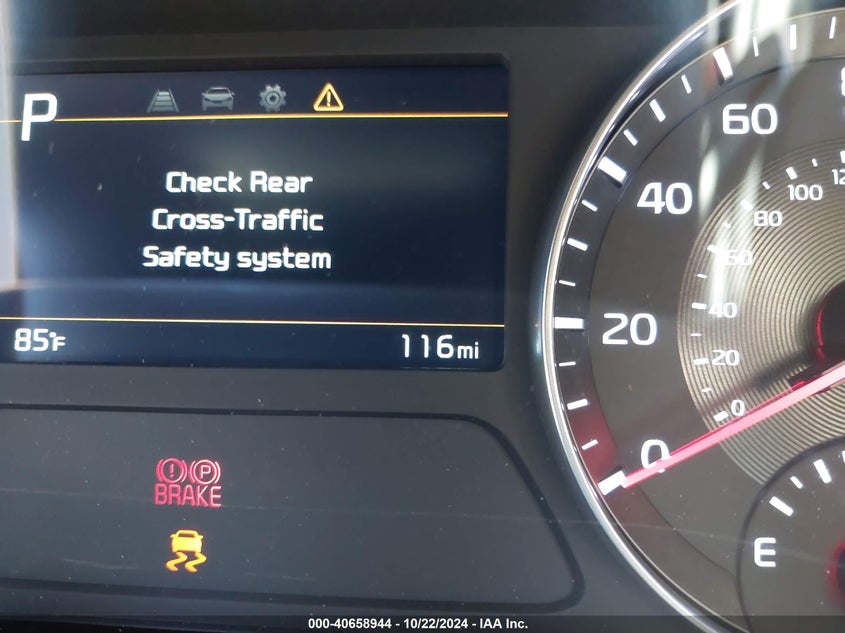 P
Check Rear
Cross-Traffic
Safety system
85°F
116mi
BRAKE
P
60
40
20
0
100
80
60
40
20
0
E
000-40658944 - 10/22/2024 - IAA Inc.